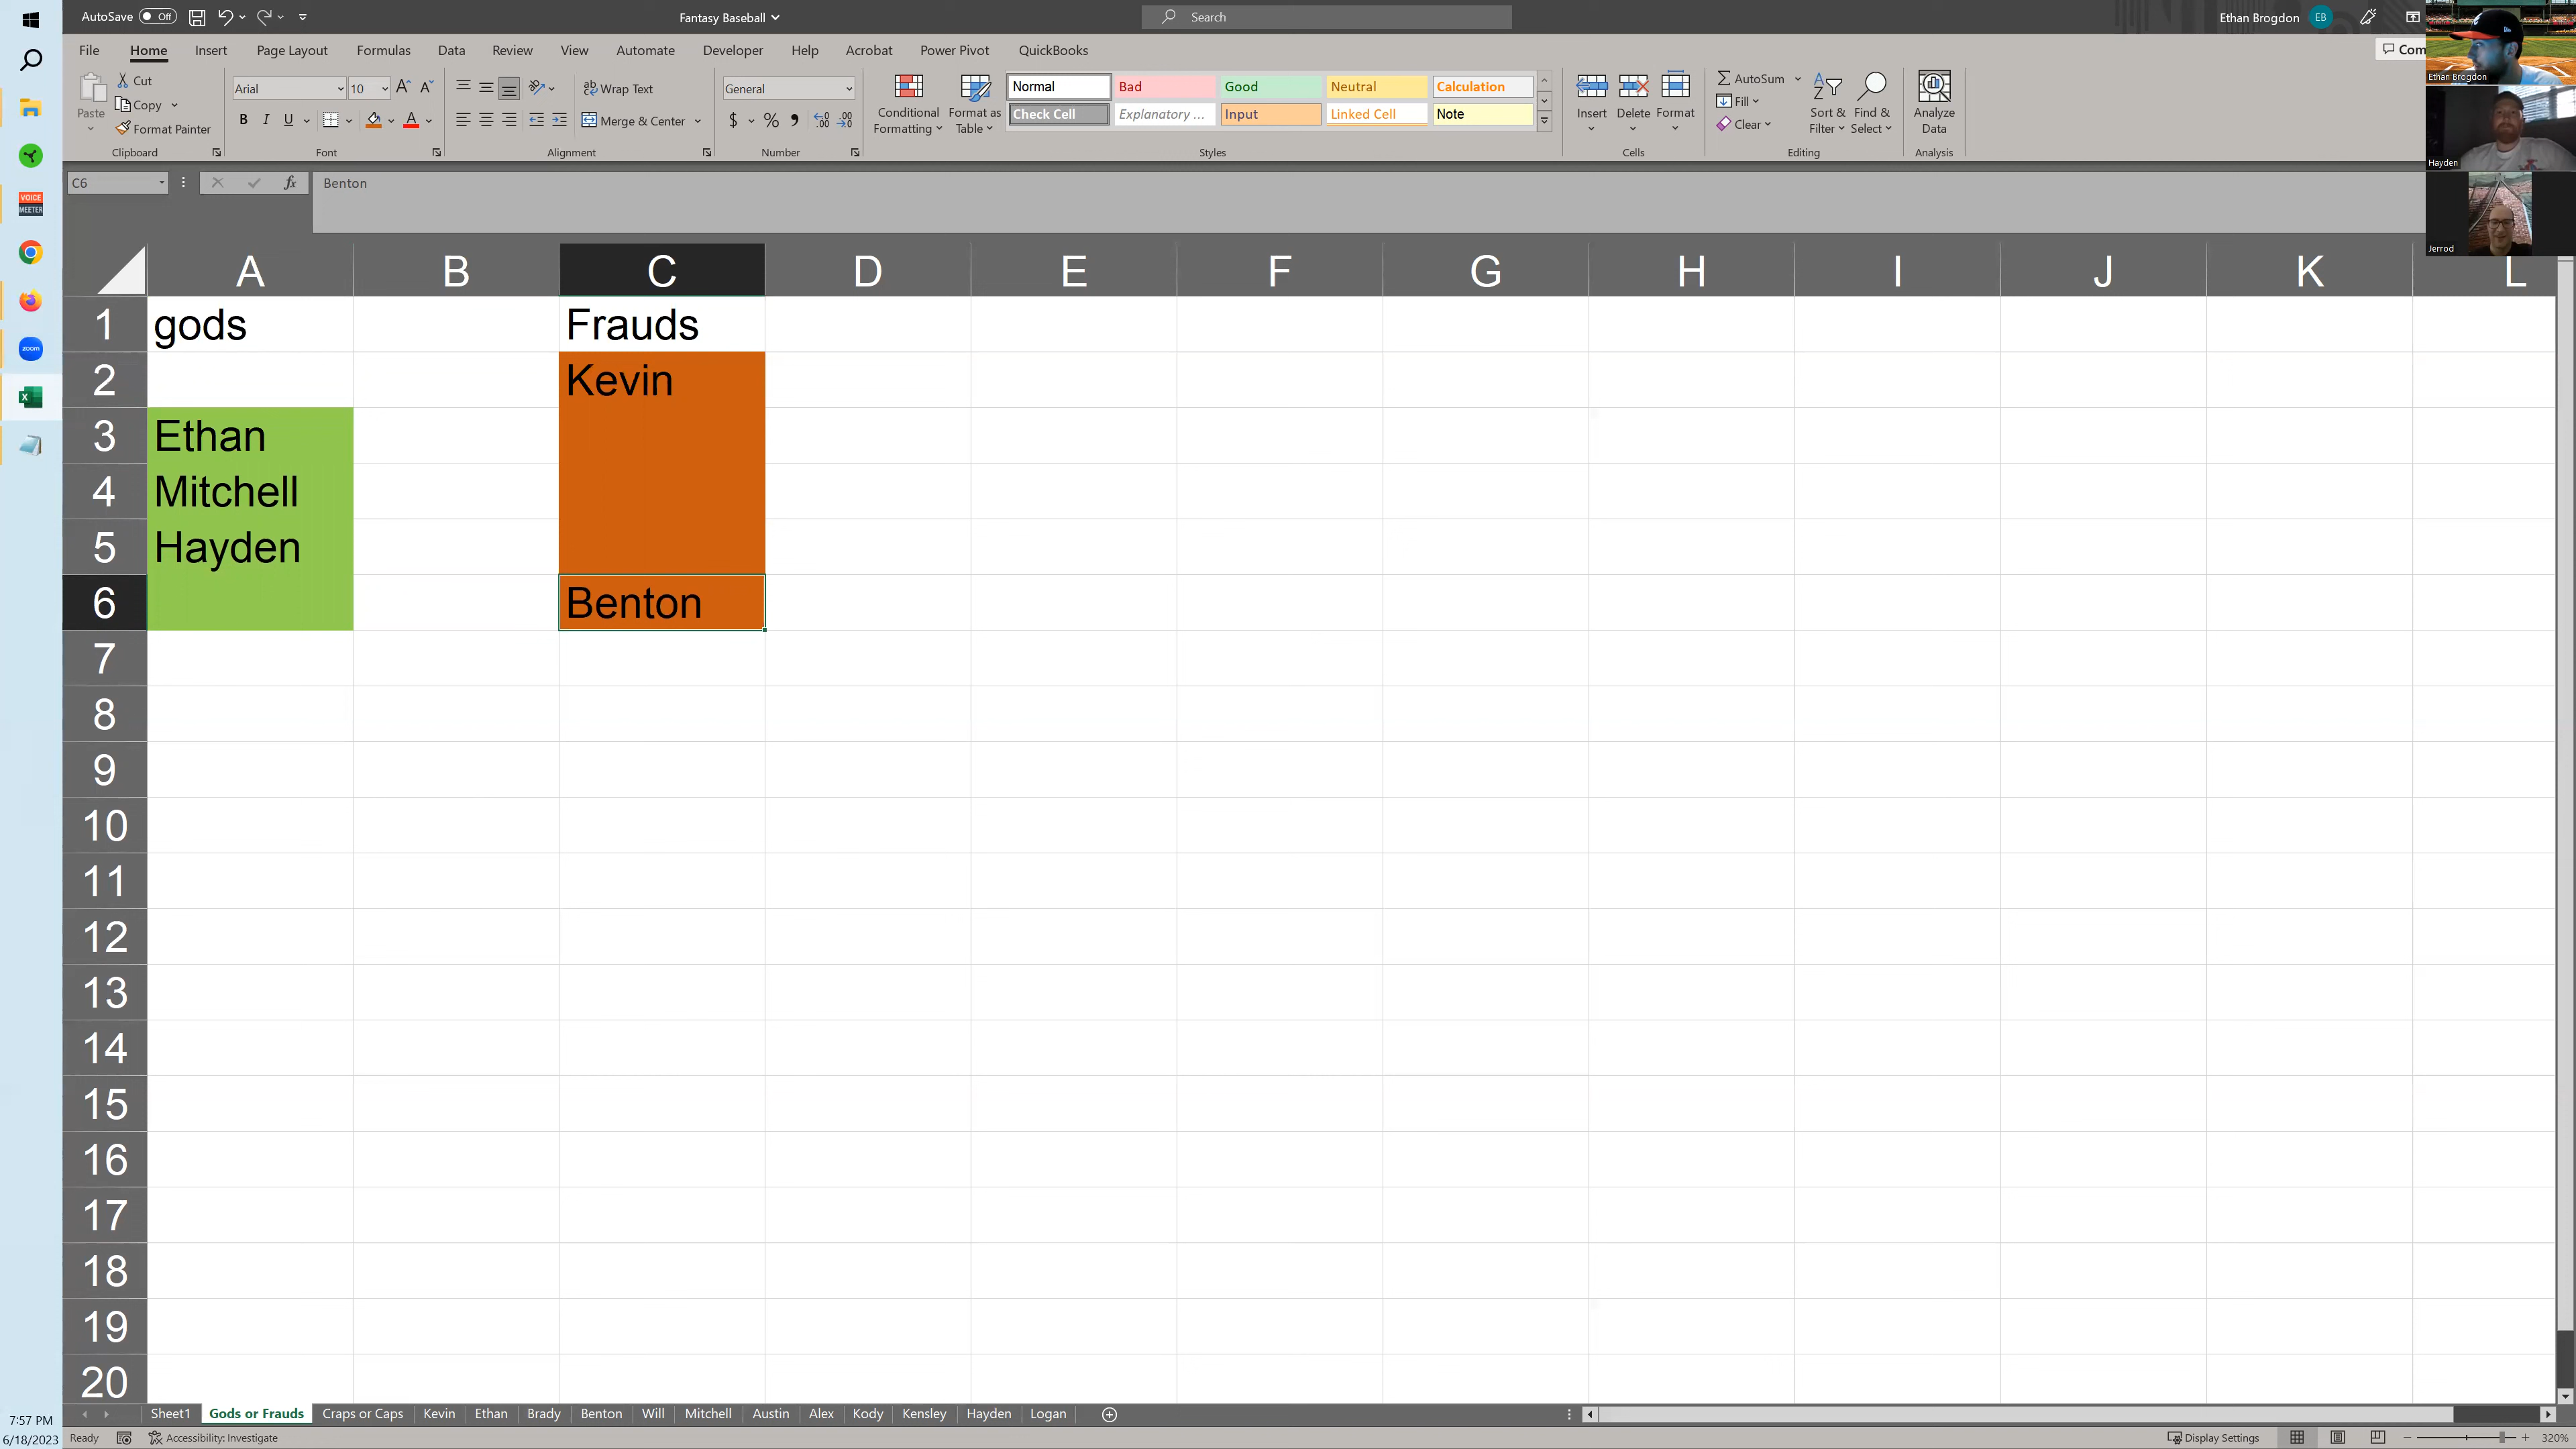 AutoSave Off Fantasy Baseball Search Ethan Brogdon EB
File Home Insert Page Layout Formulas Data Review View Automate Developer Help Acrobat Power Pivot QuickBooks Com
Paste Cut Copy Format Painter Clipboard
Arial 10 A A B I U A Font
Wrap Text Merge & Center Alignment
General $ % Number
Conditional Formatting Format as Table
Normal Bad Good Neutral Calculation
Check Cell Explanatory ... Input Linked Cell Note
Styles
Insert Delete Format Cells
AutoSum Fill Clear Sort & Filter Find & Select Editing
Analyze Data Analysis
Ethan Brogdon
Hayden
Jerrod
VOICE MEETER
zoom
C6 fx Benton
A B C D E F G H I J K L
1 gods Frauds
2 Kevin
3 Ethan
4 Mitchell
5 Hayden
6 Benton
7
8
9
10
11
12
13
14
15
16
17
18
19
20
Sheet1 Gods or Frauds Craps or Caps Kevin Ethan Brady Benton Will Mitchell Austin Alex Kody Kensley Hayden Logan
7:57 PM
6/18/2023
Ready Accessibility: Investigate Display Settings 320%